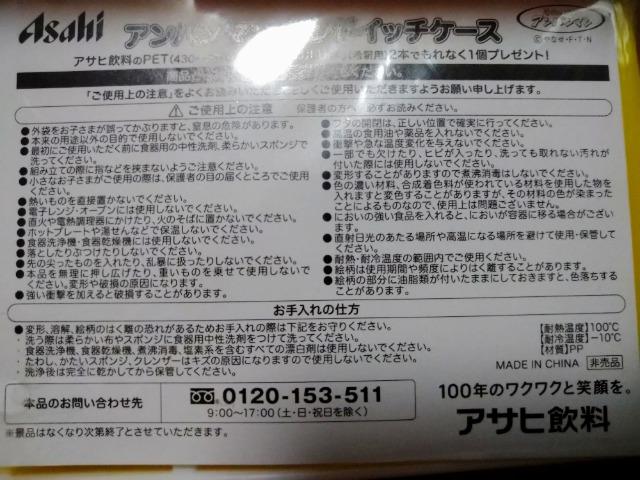 Asahi アンパンマン サンドイッチケース
アンパンマン
©やなせ・F・T・N
アサヒ飲料のPET(430 2本でもれなく1個プレゼント!
「ご使用上の注意」をよくお読みいただき正しくご使用いただきますようお願い申し上げます。
⚠ご使用上の注意 保護者の方へ 必ずお読みください。
●外袋をお子さまが誤ってかぶりますと、窒息の危険があります。
●本来の用途以外の目的で使用しないでください。
●最初にご使用いただく前に食器用の中性洗剤、柔らかいスポンジで
洗ってください。
●組み立ての際に指などを挟まないようご注意ください。
●小さなお子さまがご使用の際は、保護者の目の届くところでご使用
ください。
●熱いものを直接置かないでください。
●電子レンジ・オーブンには使用しないでください。
●直火や電熱調理器にかけたり、火のそばに置かないでください。
●ホットプレートや湯せんなどで保温しないでください。
●食器洗浄機・食器乾燥機には使用しないでください。
●落としたりぶつけたりしないでください。
●先の尖ったものを入れたり、乱暴に扱ったりしないでください。
●本品を無理に押し広げたり、重いものを乗せて使用しないでくだ
さい。変形や破損の原因になります。
●強い衝撃を加えると破損することがあります。
●フタの開閉は、正しい位置で確実に行ってください。
●高温の食用油や薬品を入れないでください。
●衝撃や急な温度変化を与えないでください。
●一部でも欠けたり、ヒビが入ったり、洗っても取れない汚れが
付いた際には使用しないでください。
●変形することがありますので煮沸消毒はしないでください。
●色の濃い材料、合成着色料が使われている材料を使用した物を入
れますと変色することがありますが、その材料の色が染まった
ことによるものなので、使用上は問題ございません。
●においの強い食品を入れると、においが容器に移る場合がござい
ます。
●直射日光のあたる場所や高温になる場所を避けて使用・保管して
ください。
●耐熱・耐冷温度の範囲内でご使用ください。
●絵柄は使用期間や頻度によりはく離することがあります。
●絵柄の部分に油脂類が付いたままにしておきますと、色落ちする
ことがあります。
お手入れの仕方
●変形、溶解、絵柄のはく離の恐れがあるためお手入れの際は下記をお守りください。
・洗う際は柔らかい布やスポンジに食器用中性洗剤をつけて洗ってください。
・食器洗浄機、食器乾燥機、煮沸消毒、塩素系を含むすべての漂白剤は使用しないでください。
・たわし、かたいスポンジ、クレンザーはキズの原因になりますので使用しないでください。
・洗浄後は完全に乾かしてから保管してください。
【耐熱温度】100℃
【耐冷温度】-10℃
【材質】PP
MADE IN CHINA 非売品
本品のお問い合わせ先
0120-153-511
9:00~17:00(土・日・祝日を除く)
100年のワクワクと笑顔を。
アサヒ飲料
※景品はなくなり次第終了とさせていただきます。